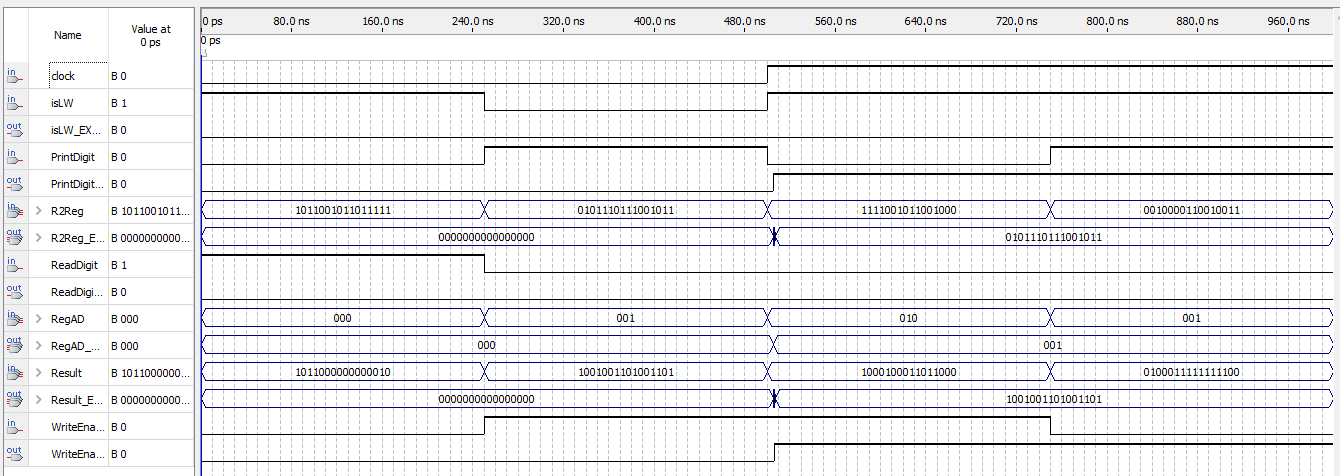 Name Value at 0 ps 0 ps 80.0 ns 160.0 ns 240.0 ns 320.0 ns 400.0 ns 480.0 ns 560.0 ns 640.0 ns 720.0 ns 800.0 ns 880.0 ns 960.0 ns
0 ps
in clock B 0
in isLW B 1
out isLW_EX... B 0
in PrintDigit B 0
out PrintDigit... B 0
in R2Reg B 1011001011... 1011001011011111 0101110111001011 1111001011001000 0010000110010011
out R2Reg_E... B 0000000000... 0000000000000000 0101110111001011
in ReadDigit B 1
out ReadDigi... B 0
in RegAD B 000 000 001 010 001
out RegAD_... B 000 000 001
in Result B 1011000000... 1011000000000010 1001001101001101 1000100011011000 0100011111111100
out Result_E... B 0000000000... 0000000000000000 1001001101001101
in WriteEna... B 0
out WriteEna... B 0